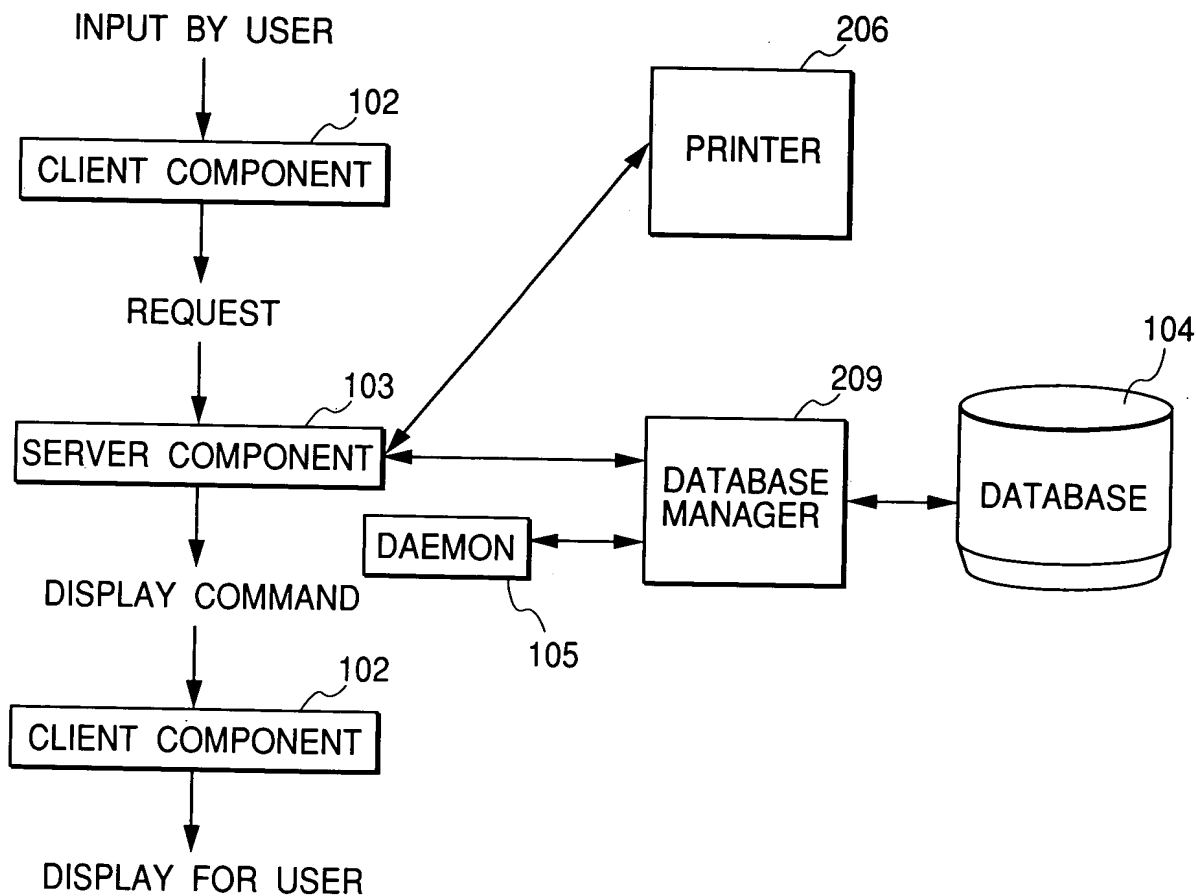 INPUT BY USER
206
102
PRINTER
CLIENT COMPONENT
REQUEST
104
103
209
SERVER COMPONENT
DATABASE
MANAGER
DATABASE
DAEMON
DISPLAY COMMAND
105
102
CLIENT COMPONENT
DISPLAY FOR USER